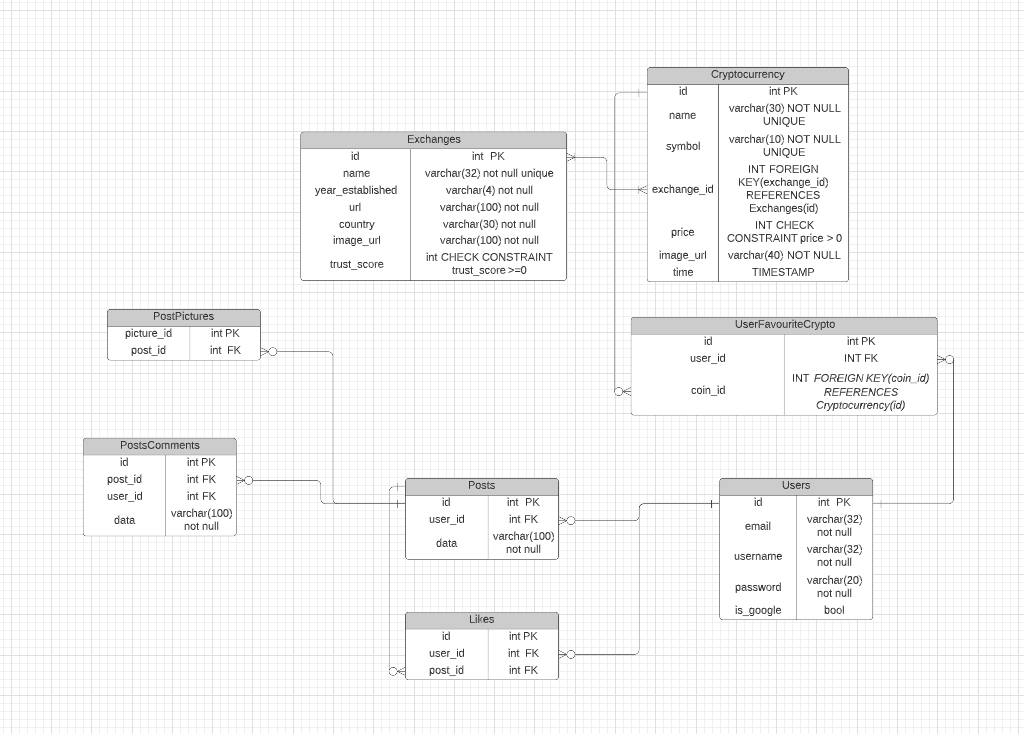 Cryptocurrency
id int PK
name varchar(30) NOT NULL
UNIQUE
symbol varchar(10) NOT NULL
UNIQUE
exchange_id INT FOREIGN
KEY(exchange_id)
REFERENCES
Exchanges(id)
price INT CHECK
CONSTRAINT price > 0
image_url varchar(40) NOT NULL
time TIMESTAMP
Exchanges
id int PK
name varchar(32) not null unique
year_established varchar(4) not null
url varchar(100) not null
country varchar(30) not null
image_url varchar(100) not null
trust_score int CHECK CONSTRAINT
trust_score >=0
PostPictures
picture_id int PK
post_id int FK
UserFavouriteCrypto
id int PK
user_id INT FK
coin_id INT FOREIGN KEY(coin_id)
REFERENCES
Cryptocurrency(id)
PostsComments
id int PK
post_id int FK
user_id int FK
data varchar(100)
not null
Posts
id int PK
user_id int FK
data varchar(100)
not null
Users
id int PK
email varchar(32)
not null
username varchar(32)
not null
password varchar(20)
not null
is_google bool
Likes
id int PK
user_id int FK
post_id int FK